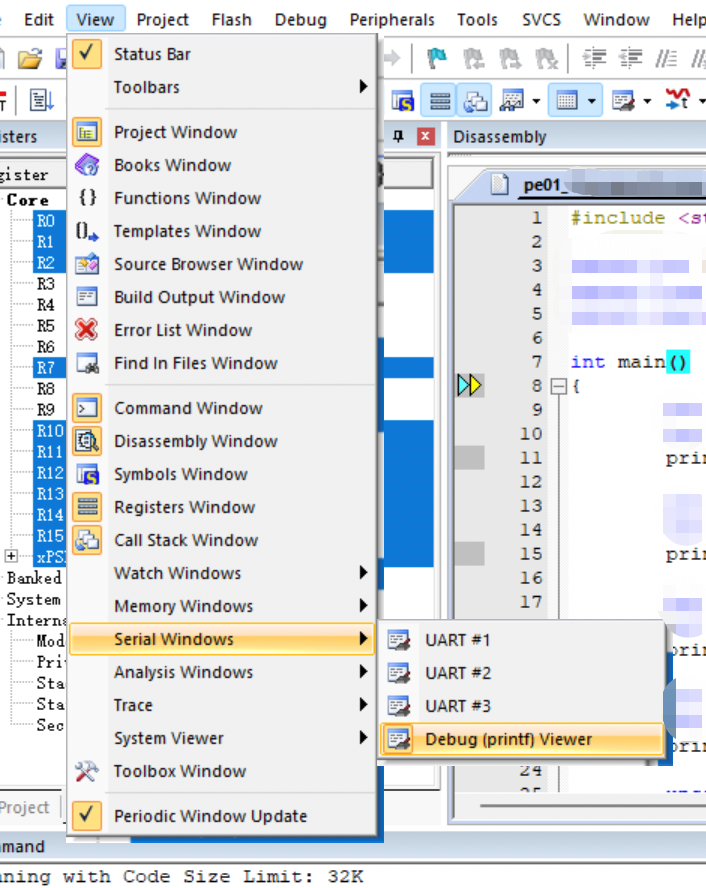 Edit View Project Flash Debug Peripherals Tools SVCS Window Help
Status Bar
Toolbars
Project Window
Books Window
Functions Window
Templates Window
Source Browser Window
Build Output Window
Error List Window
Find In Files Window
Command Window
Disassembly Window
Symbols Window
Registers Window
Call Stack Window
Watch Windows
Memory Windows
Serial Windows
Analysis Windows
Trace
System Viewer
Toolbox Window
Periodic Window Update
UART #1
UART #2
UART #3
Debug (printf) Viewer
isters
gister
Core
R0
R1
R2
R3
R4
R5
R6
R7
R8
R9
R10
R11
R12
R13
R14
R15
xPS
Banked
System
Interna
Mod
Pri
Sta
Sta
Sec
Project
Disassembly
pe01_
1 #include <st
2
3
4
5
6
7 int main()
8 {
9
10
11 prin
12
13
14
15 prin
16
17
prin
prin
24
mmand
nning with Code Size Limit: 32K